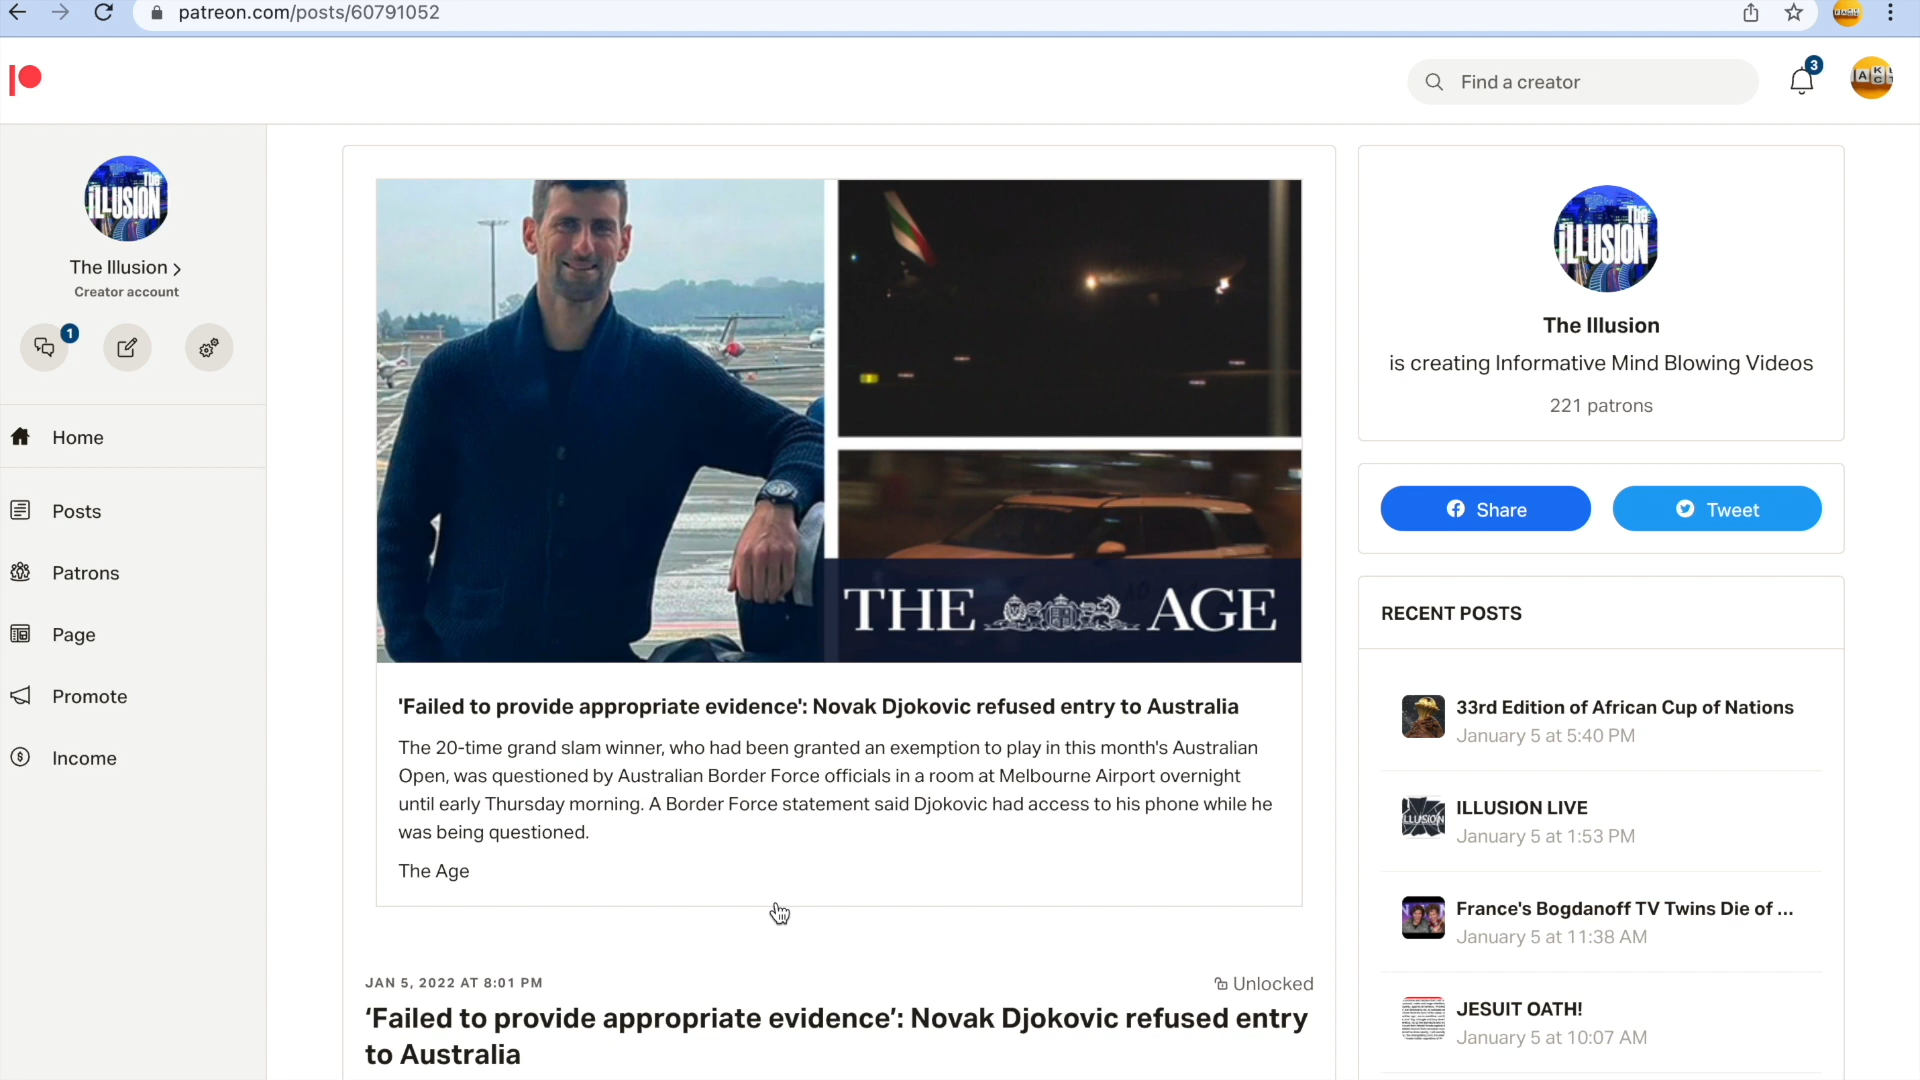 patreon.com/posts/60791052
Find a creator
3
The ILLUSION
The Illusion
Creator account
1
Home
Posts
Patrons
Page
Promote
Income
THE AGE
'Failed to provide appropriate evidence': Novak Djokovic refused entry to Australia
The 20-time grand slam winner, who had been granted an exemption to play in this month's Australian
Open, was questioned by Australian Border Force officials in a room at Melbourne Airport overnight
until early Thursday morning. A Border Force statement said Djokovic had access to his phone while he
was being questioned.
The Age
JAN 5, 2022 AT 8:01 PM
Unlocked
‘Failed to provide appropriate evidence’: Novak Djokovic refused entry
to Australia
The ILLUSION
The Illusion
is creating Informative Mind Blowing Videos
221 patrons
Share
Tweet
RECENT POSTS
33rd Edition of African Cup of Nations
January 5 at 5:40 PM
ILLUSION LIVE
January 5 at 1:53 PM
France's Bogdanoff TV Twins Die of ...
January 5 at 11:38 AM
JESUIT OATH!
January 5 at 10:07 AM